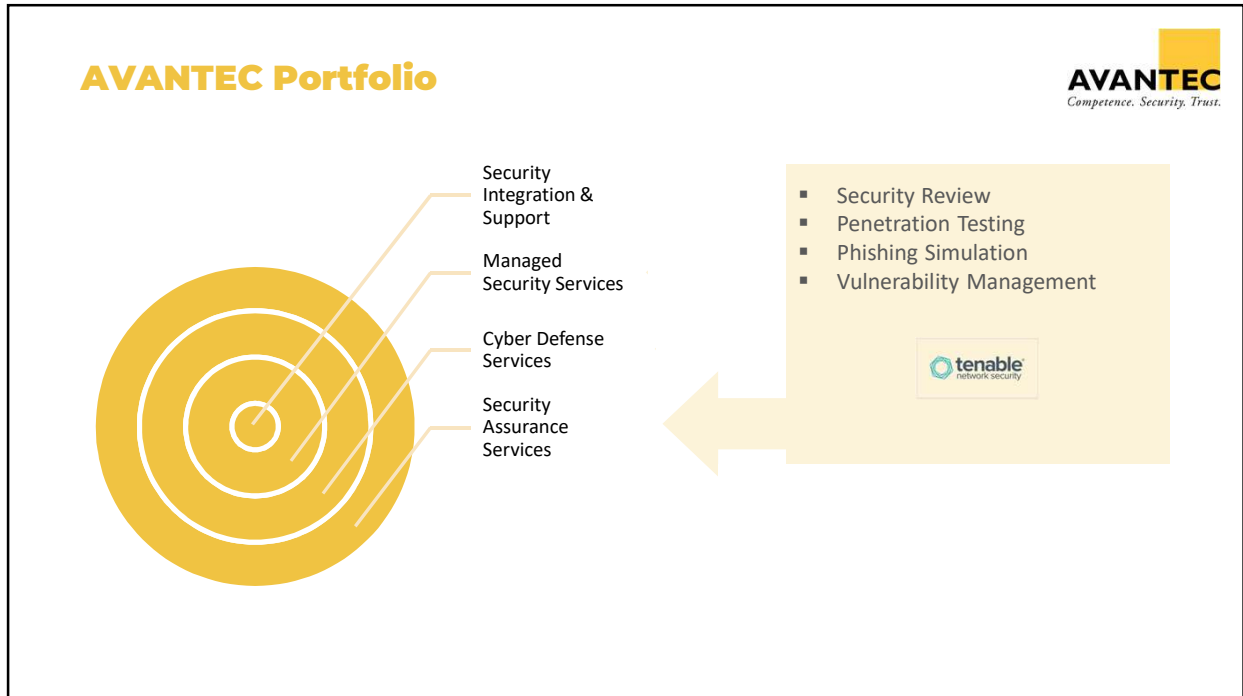 AVANTEC Portfolio
AVANTEC
Competence. Security. Trust.
Security
Integration &
Support
Managed
Security Services
Cyber Defense
Services
Security
Assurance
Services
▪ Security Review
▪ Penetration Testing
▪ Phishing Simulation
▪ Vulnerability Management
tenable®
network security